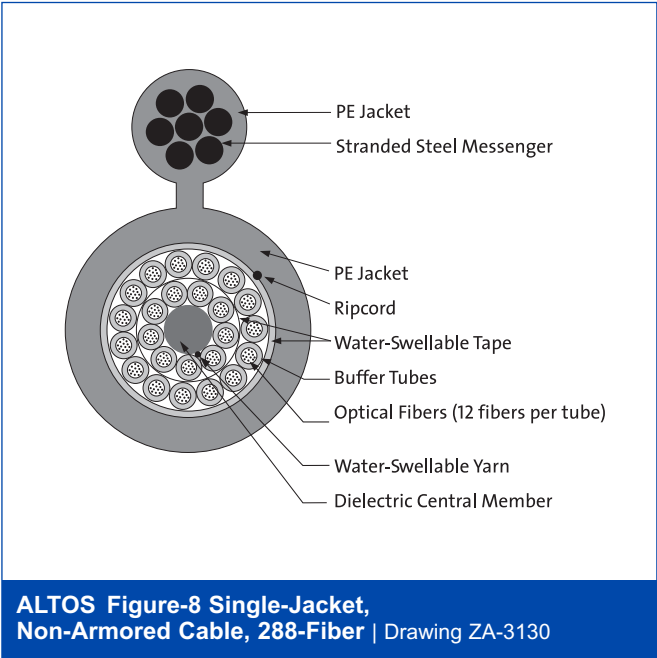 PE Jacket
Stranded Steel Messenger
PE Jacket
Ripcord
Water-Swellable Tape
Buffer Tubes
Optical Fibers (12 fibers per tube)
Water-Swellable Yarn
Dielectric Central Member
ALTOS Figure-8 Single-Jacket,
Non-Armored Cable, 288-Fiber | Drawing ZA-3130